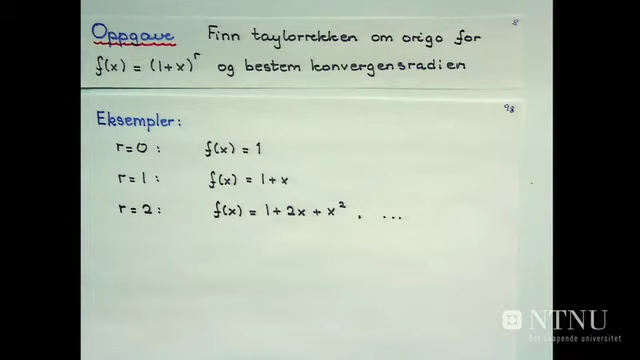 Oppgave Finn taylorrekken om origo for
f(x) = (1+x)^r og bestem konvergensradien
Eksempler:
r=0 : f(x) = 1
r=1 : f(x) = 1+x
r=2 : f(x) = 1+2x+x², ...
NTNU
Det skapende universitet